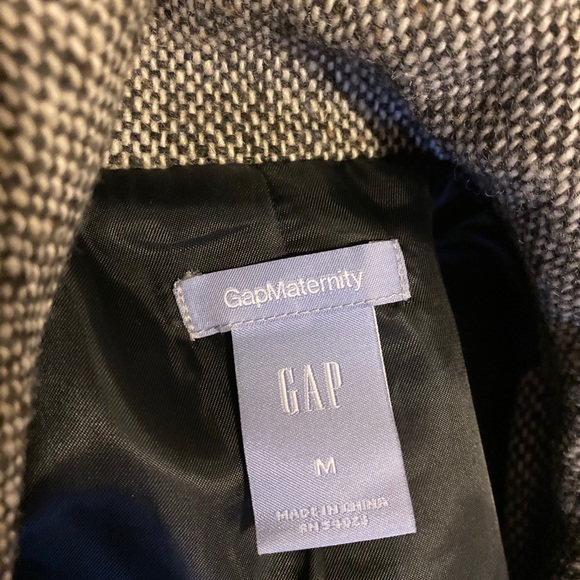 GapMaternity
GAP
M
MADE IN CHINA
RN 54023